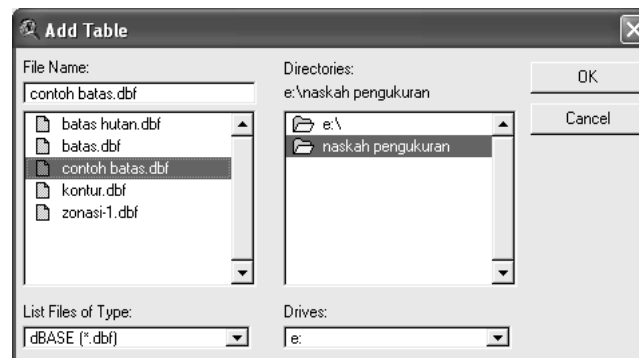 Add Table
File Name:
contoh batas.dbf
batas hutan.dbf
batas.dbf
contoh batas.dbf
kontur.dbf
zonasi-1.dbf
List Files of Type:
dBASE (*.dbf)
Directories:
e:\naskah pengukuran
e:\
naskah pengukuran
Drives:
e:
OK
Cancel